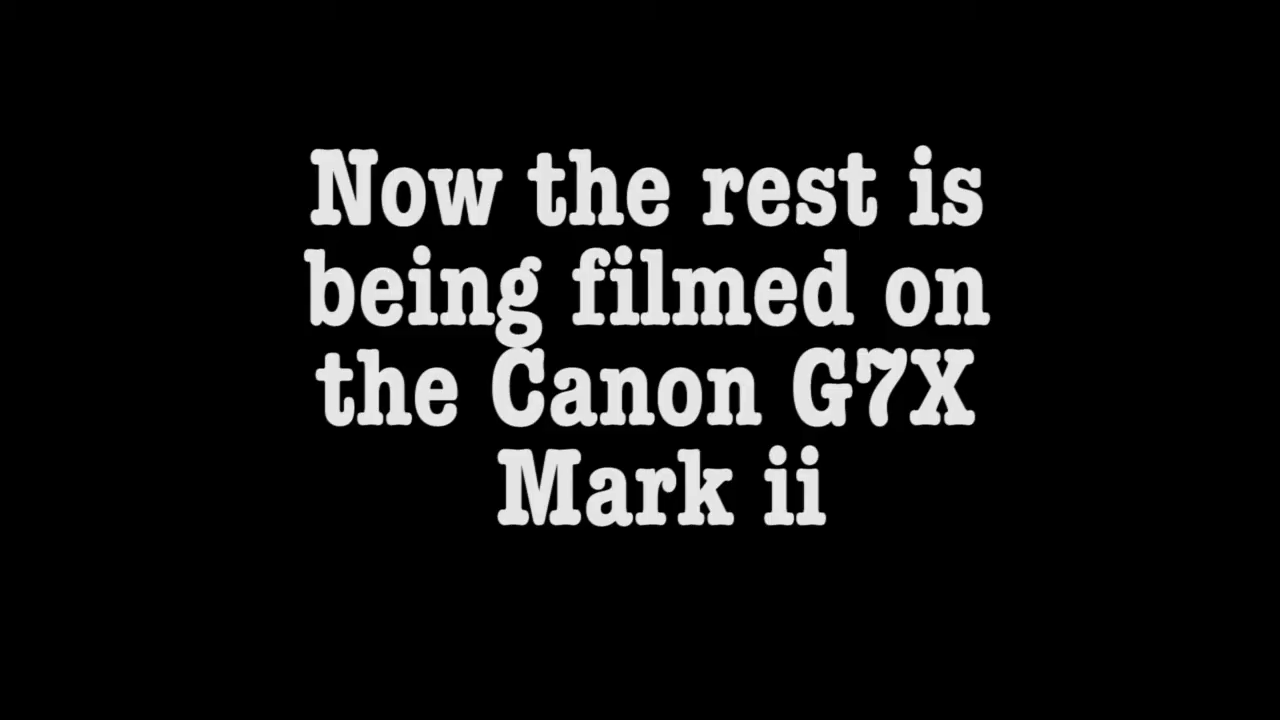 Now the rest is
being filmed on
the Canon G7X
Mark ii